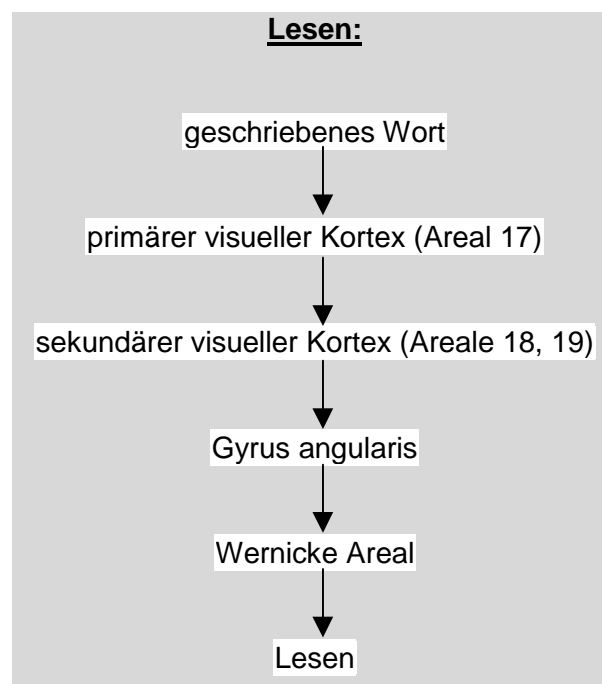 Lesen:
geschriebenes Wort
primärer visueller Kortex (Areal 17)
sekundärer visueller Kortex (Areale 18, 19)
Gyrus angularis
Wernicke Areal
Lesen